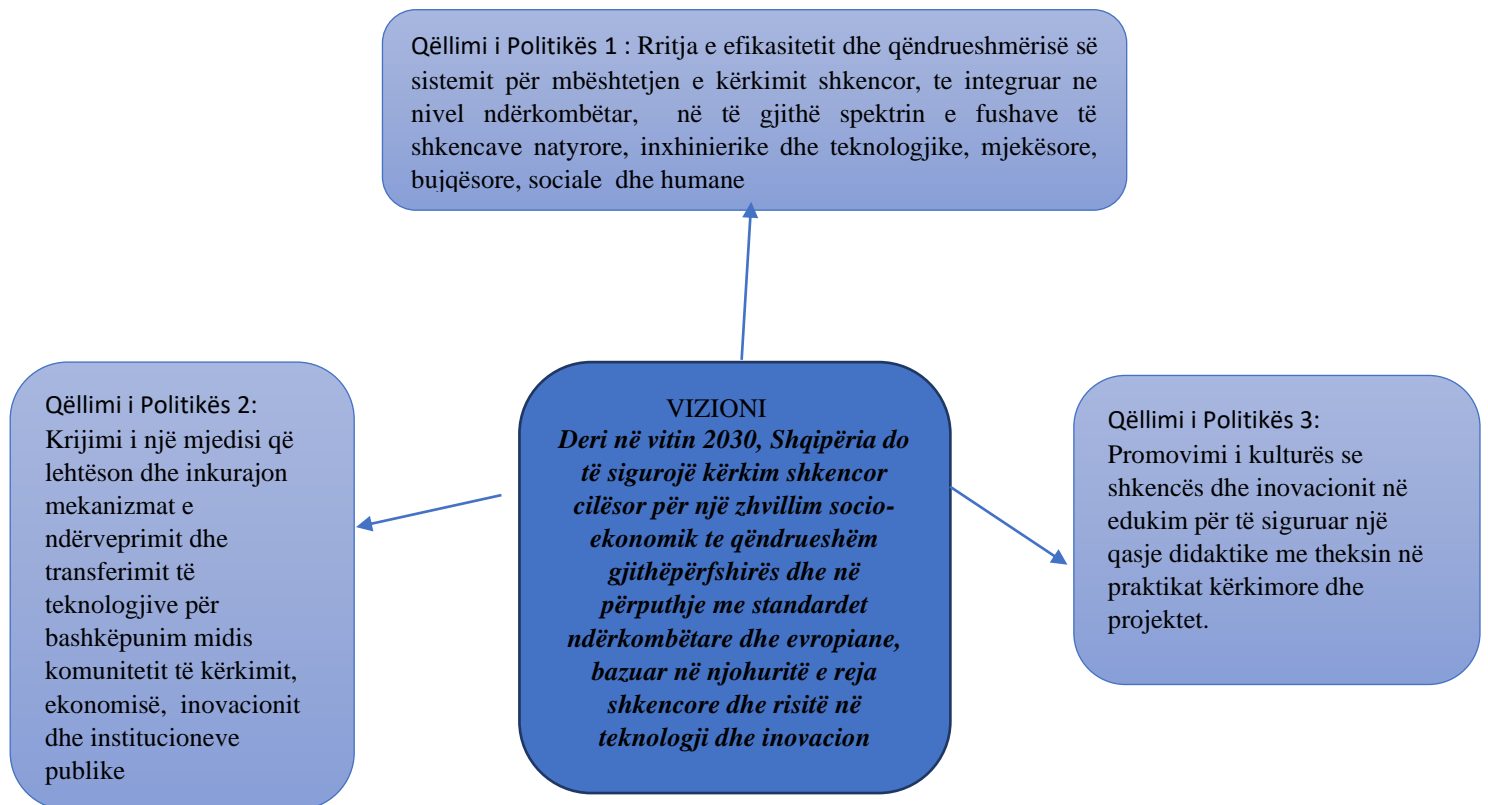 Qëllimi i Politikës 1 : Rritja e efikasitetit dhe qëndrueshmërisë së
sistemit për mbështetjen e kërkimit shkencor, te integruar ne
nivel ndërkombëtar, në të gjithë spektrin e fushave të
shkencave natyrore, inxhinierike dhe teknologjike, mjekësore,
bujqësore, sociale dhe humane
Qëllimi i Politikës 2:
Krijimi i një mjedisi që
lehtëson dhe inkurajon
mekanizmat e
ndërveprimit dhe
transferimit të
teknologjive për
bashkëpunim midis
komunitetit të kërkimit,
ekonomisë, inovacionit
dhe institucioneve
publike
VIZIONI
Deri në vitin 2030, Shqipëria do
të sigurojë kërkim shkencor
cilësor për një zhvillim socio-
ekonomik te qëndrueshëm
gjithëpërfshirës dhe në
përputhje me standardet
ndërkombëtare dhe evropiane,
bazuar në njohuritë e reja
shkencore dhe risitë në
teknologji dhe inovacion
Qëllimi i Politikës 3:
Promovimi i kulturës se
shkencës dhe inovacionit në
edukim për të siguruar një
qasje didaktike me theksin në
praktikat kërkimore dhe
projektet.